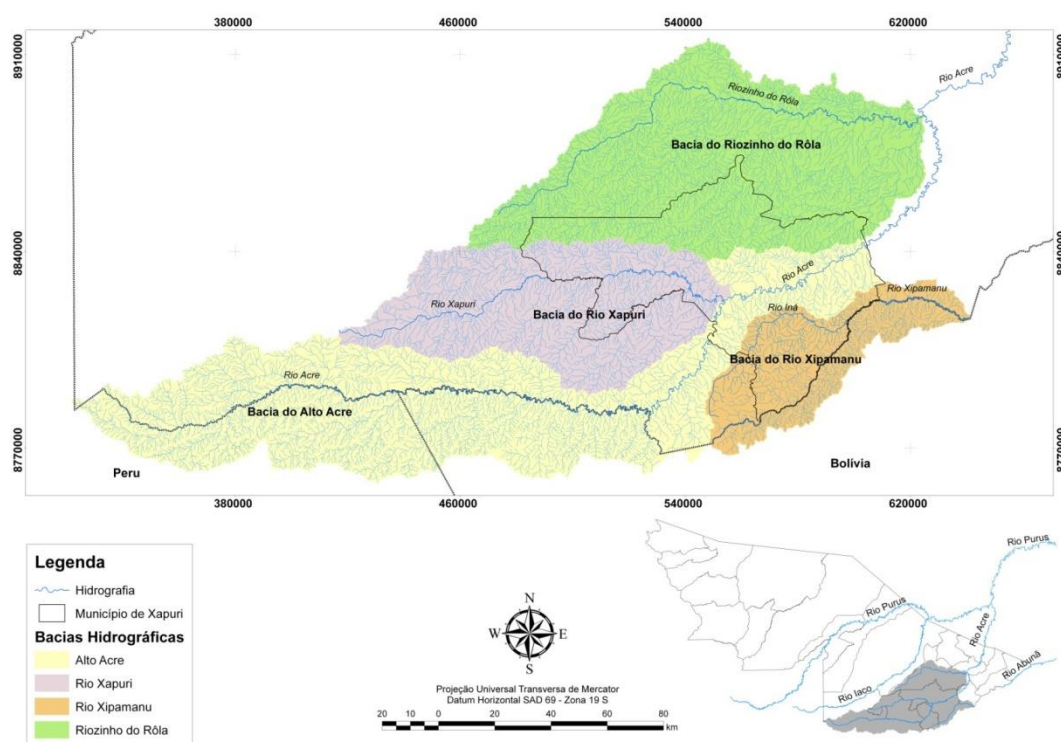 380000
460000
540000
620000
8910000
8910000
Rio Acre
Riozinho do Rôla
Bacia do Riozinho do Rôla
8840000
8840000
Rio Acre
Rio Xapuri
Bacia do Rio Xapuri
Rio Xipamanu
Rio Iná
Bacia do Rio Xipamanu
Rio Acre
Bacia do Alto Acre
8770000
8770000
Peru
Bolívia
380000
460000
540000
620000
Legenda
Hidrografia
Município de Xapuri
Bacias Hidrográficas
Alto Acre
Rio Xapuri
Rio Xipamanu
Riozinho do Rôla
N
W
E
S
Projeção Universal Transversa de Mercator
Datum Horizontal SAD 69 - Zona 19 S
20 10 0 20 40 60 80
km
Rio Purus
Rio Purus
Rio Acre
Rio Iaco
Rio Abunã